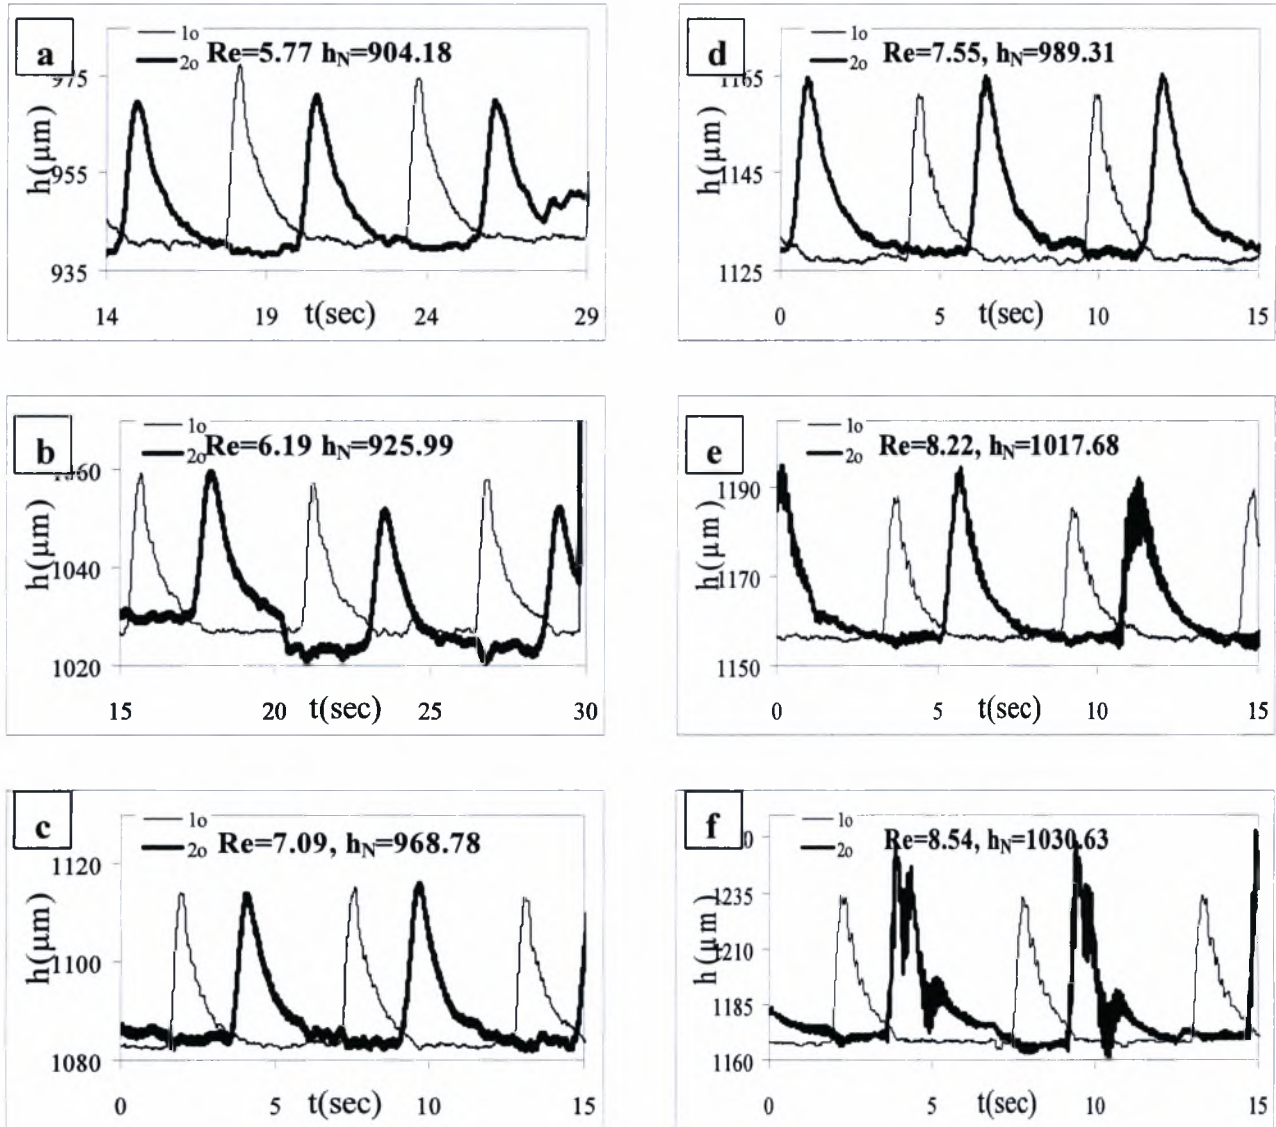 a
1o
2o Re=5.77 h_N=904.18
975
955
935
h(μm)
14 19 t(sec) 24 29
d
1o
2o Re=7.55, h_N=989.31
1165
1145
1125
h(μm)
0 5 t(sec) 10 15
b
1o
2o Re=6.19 h_N=925.99
1060
1040
1020
h(μm)
15 20 t(sec) 25 30
e
1o
2o Re=8.22, h_N=1017.68
1190
1170
1150
h(μm)
0 5 t(sec) 10 15
c
1o
2o Re=7.09, h_N=968.78
1120
1100
1080
h(μm)
0 5 t(sec) 10 15
f
1o
2o Re=8.54, h_N=1030.63
1235
1210
1185
1160
h(μm)
0 5 t(sec) 10 15